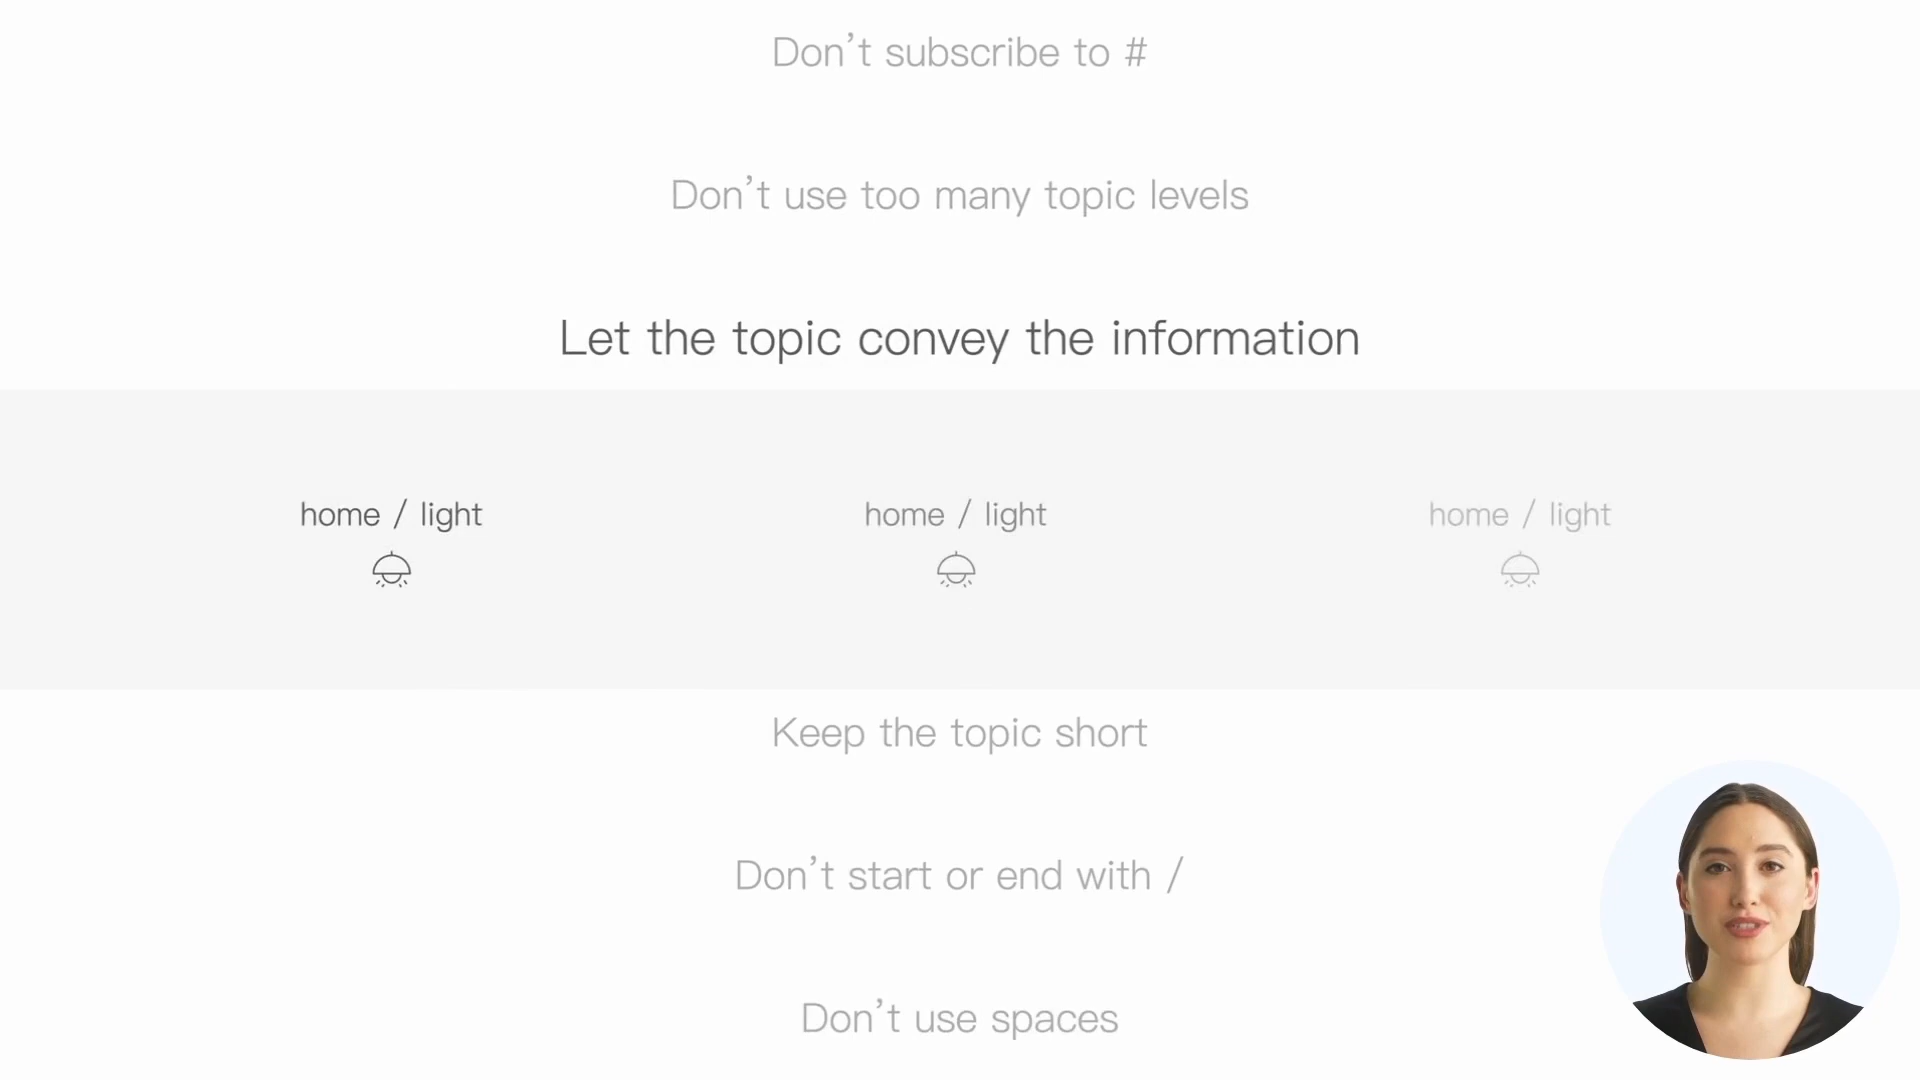 Don’t subscribe to #
Don’t use too many topic levels
Let the topic convey the information
home / light
home / light
home / light
Keep the topic short
Don’t start or end with /
Don’t use spaces